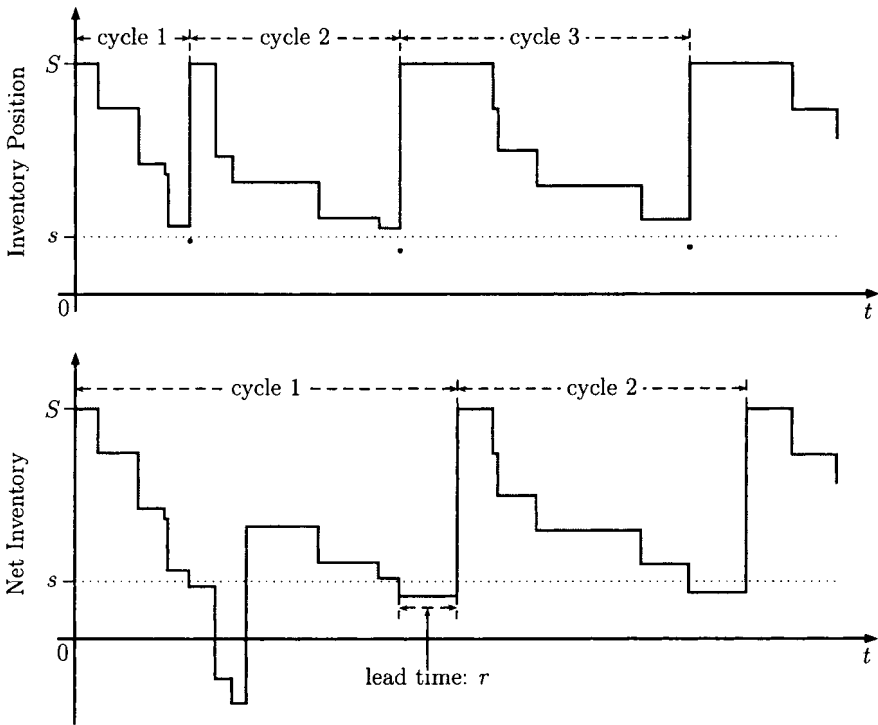 cycle 1
cycle 2
cycle 3
S
Inventory Position
s
0
t
cycle 1
cycle 2
S
Net Inventory
s
0
t
lead time: r